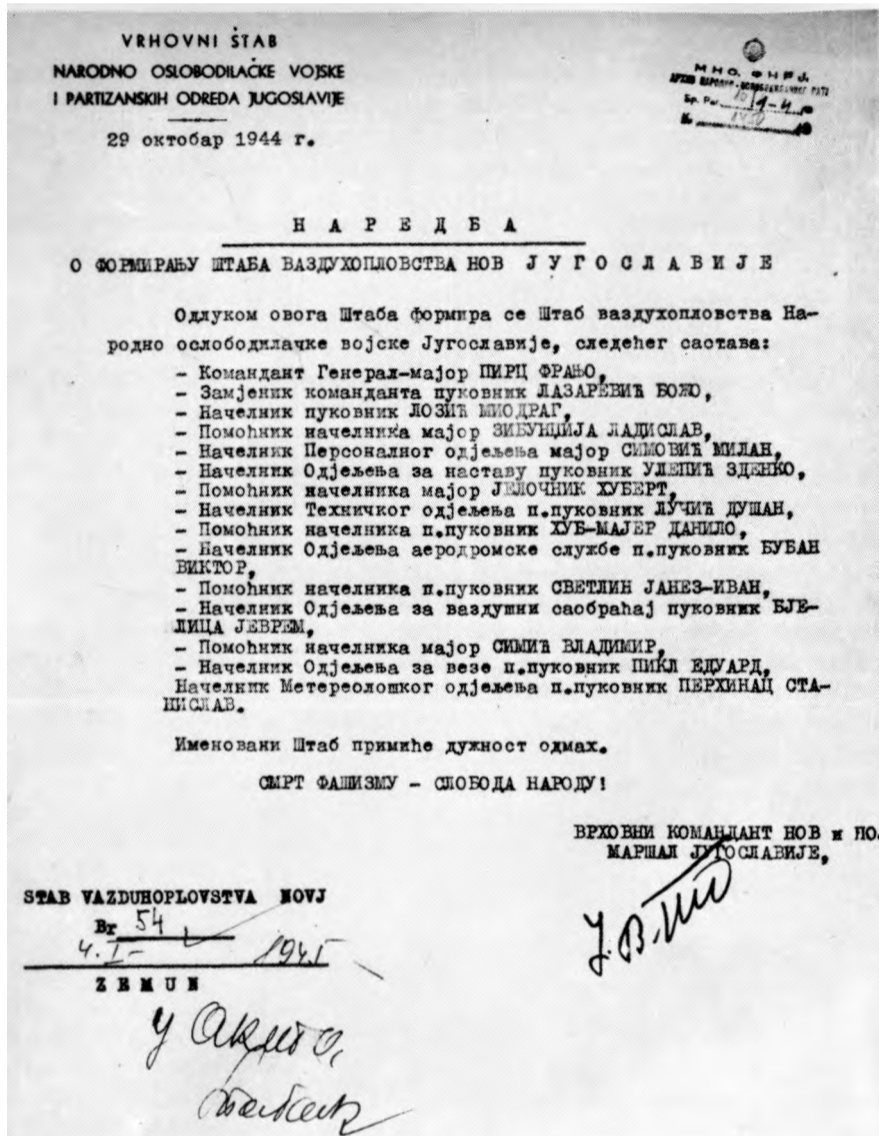 VRHOVNI ŠTAB
NARODNO OSLOBODILAČKE VOJSKE
I PARTIZANSKIH ODREDA JUGOSLAVIJE
29 октобар 1944 г.
М Н О. Ф Н Р Ј.
Н А Р Е Д Б А
О ФОРМИРАЊУ ШТАБА ВАЗДУХОПЛОВСТВА НОВ Ј У Г О С Л А В И Ј Е
Одлуком овога Штаба формира се Штаб ваздухопловства На-
родно ослободилачке војске Југославије, следећег састава:
- Командант Генерал-мајор ПИРЦ ФРАЊО,
- Замјеник команданта пуковник ЛАЗАРЕВИЋ БОЖО,
- Начелник пуковник ЛОЗИЋ МИОДРАГ,
- Помоћник начелника мајор ЗИБУНЦИЈА ЛАДИСЛАВ,
- Начелник Персоналног одјељења мајор СИМОВИЋ МИЛАН,
- Начелник Одјељења за наставу пуковник УЛЕПИЋ ЗДЕНКО,
- Помоћник начелника мајор ЈЕЛОЧНИК ХУБЕРТ,
- Начелник Техничког одјељења п.пуковник ЛУЧИЋ ДУШАН,
- Помоћник начелника п.пуковник ХУБ-МАЈЕР ДАНИЛО,
- Начелник Одјељења аеродромске службе п.пуковник БУБАН
ВИКТОР,
- Помоћник начелника п.пуковник СВЕТЛИН ЈАНЕЗ-ИВАН,
- Начелник Одјељења за ваздушни саобраћај пуковник БЈЕ-
ЛИЦА ЈЕВРЕМ,
- Помоћник начелника мајор СИМИЋ ВЛАДИМИР,
- Начелник Одјељења за везе п.пуковник ПИКЛ ЕДУАРД,
Начелник Метереолошког одјељења п.пуковник ПЕРХИНАЦ СТА-
НИСЛАВ.
Именовани Штаб примиће дужност одмах.
СМРТ ФАШИЗМУ - СЛОБОДА НАРОДУ!
ВРХОВНИ КОМАНДАНТ НОВ и ПО
МАРШАЛ ЈУГОСЛАВИЈЕ,
Ј. Б. Тито
STAB VAZDUHOPLOVSTVA NOVJ
Br 54
4. I- 1945
Z E M U N